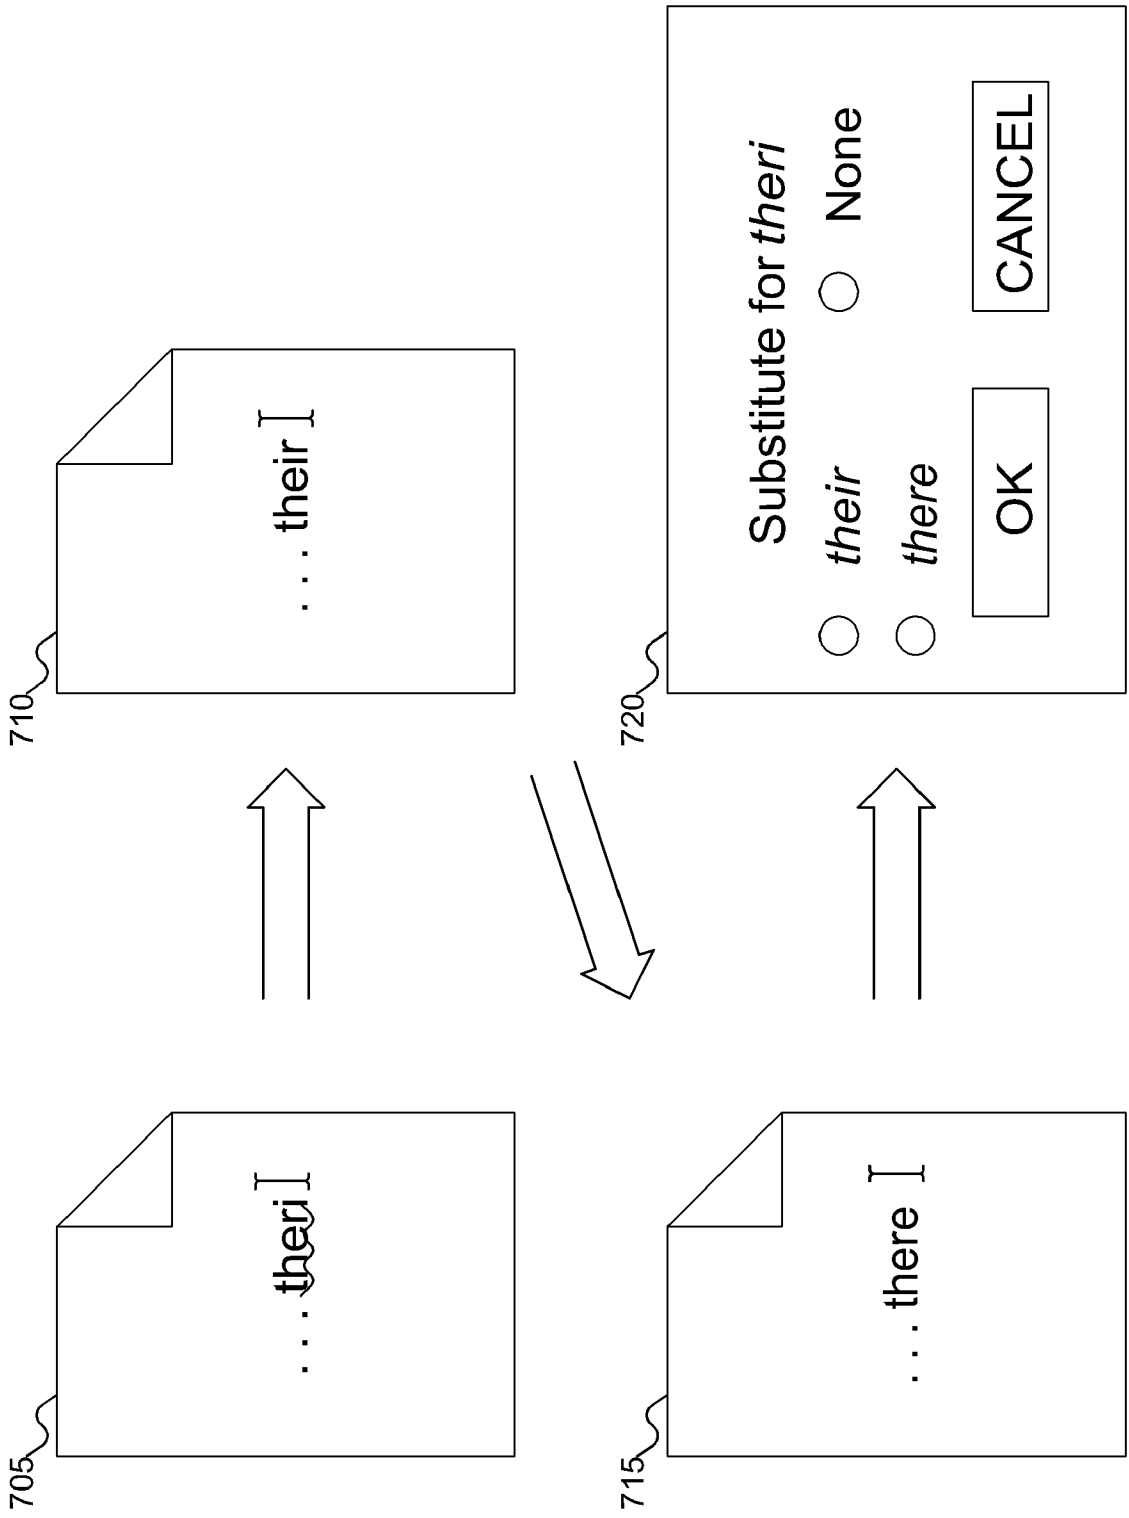 705
. . . theri
710
. . . their
715
. . . there
720
Substitute for theri
their None
there
OK CANCEL